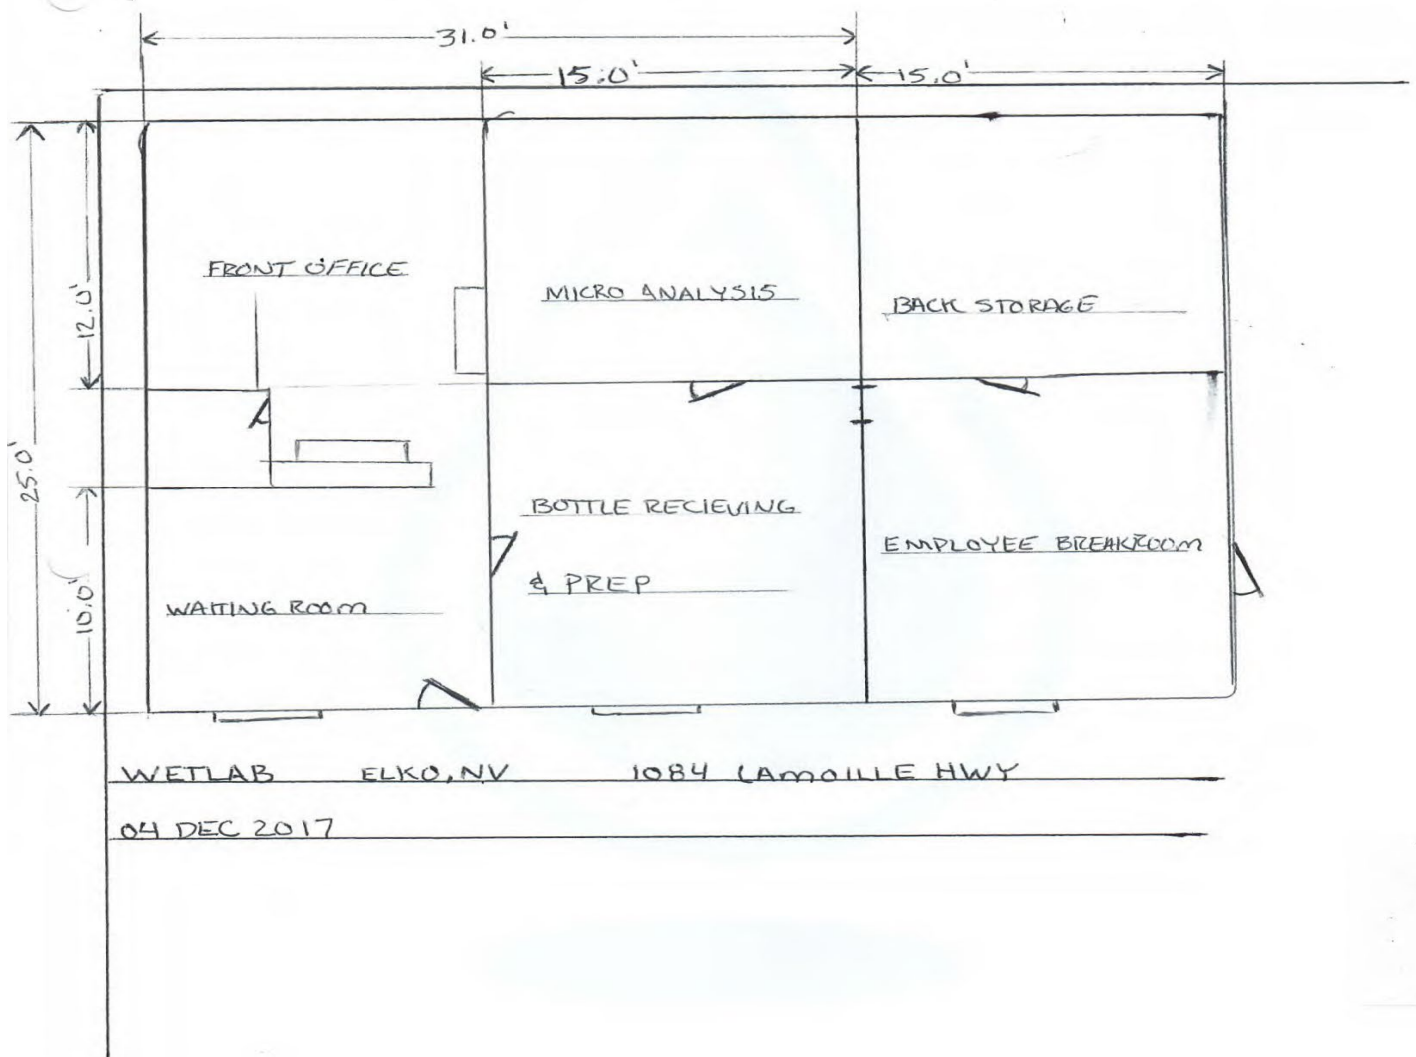 31.0'
15.0'
15.0'
12.0'
25.0'
10.0'
FRONT OFFICE
MICRO ANALYSIS
BACK STORAGE
BOTTLE RECIEVING
& PREP
EMPLOYEE BREAKROOM
WAITING ROOM
WETLAB ELKO, NV 1084 LAMOILLE HWY
04 DEC 2017